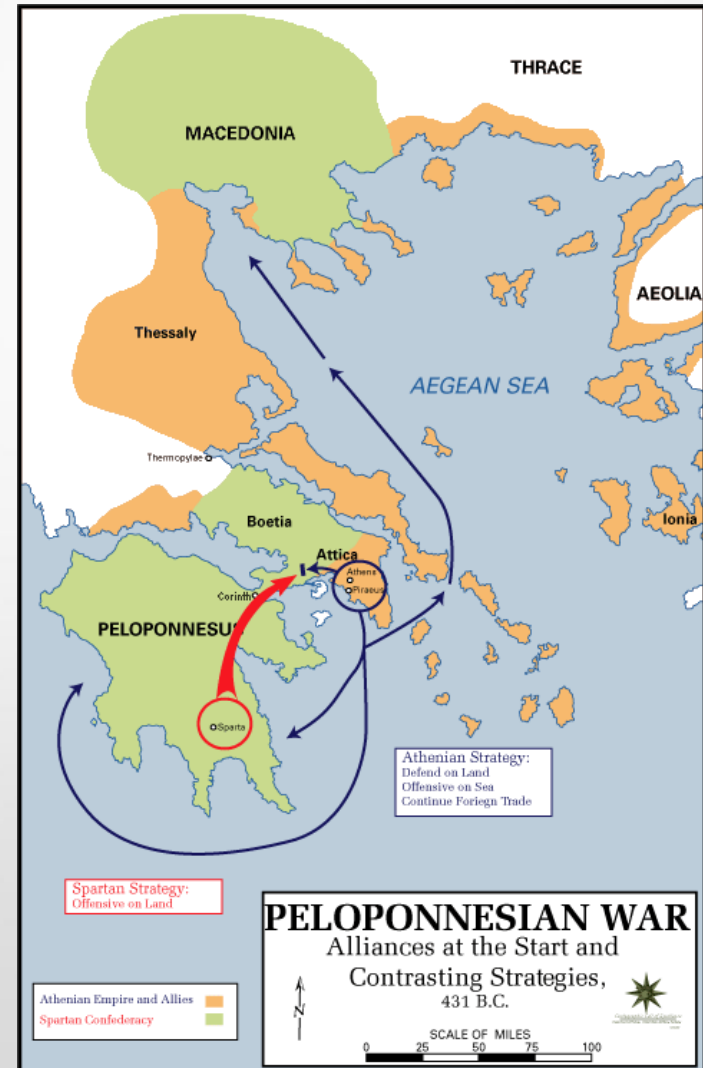 THRACE
MACEDONIA
AEOLIA
Thessaly
AEGEAN SEA
Thermopylae
Ionia
Boetia
Attica
Athens
Piraeus
Corinth
PELOPONNESUS
Sparta
Athenian Strategy:
Defend on Land
Offensive on Sea
Continue Foriegn Trade
Spartan Strategy:
Offensive on Land
PELOPONNESIAN WAR
Alliances at the Start and
Contrasting Strategies,
431 B.C.
Athenian Empire and Allies
Spartan Confederacy
N
SCALE OF MILES
0 25 50 75 100